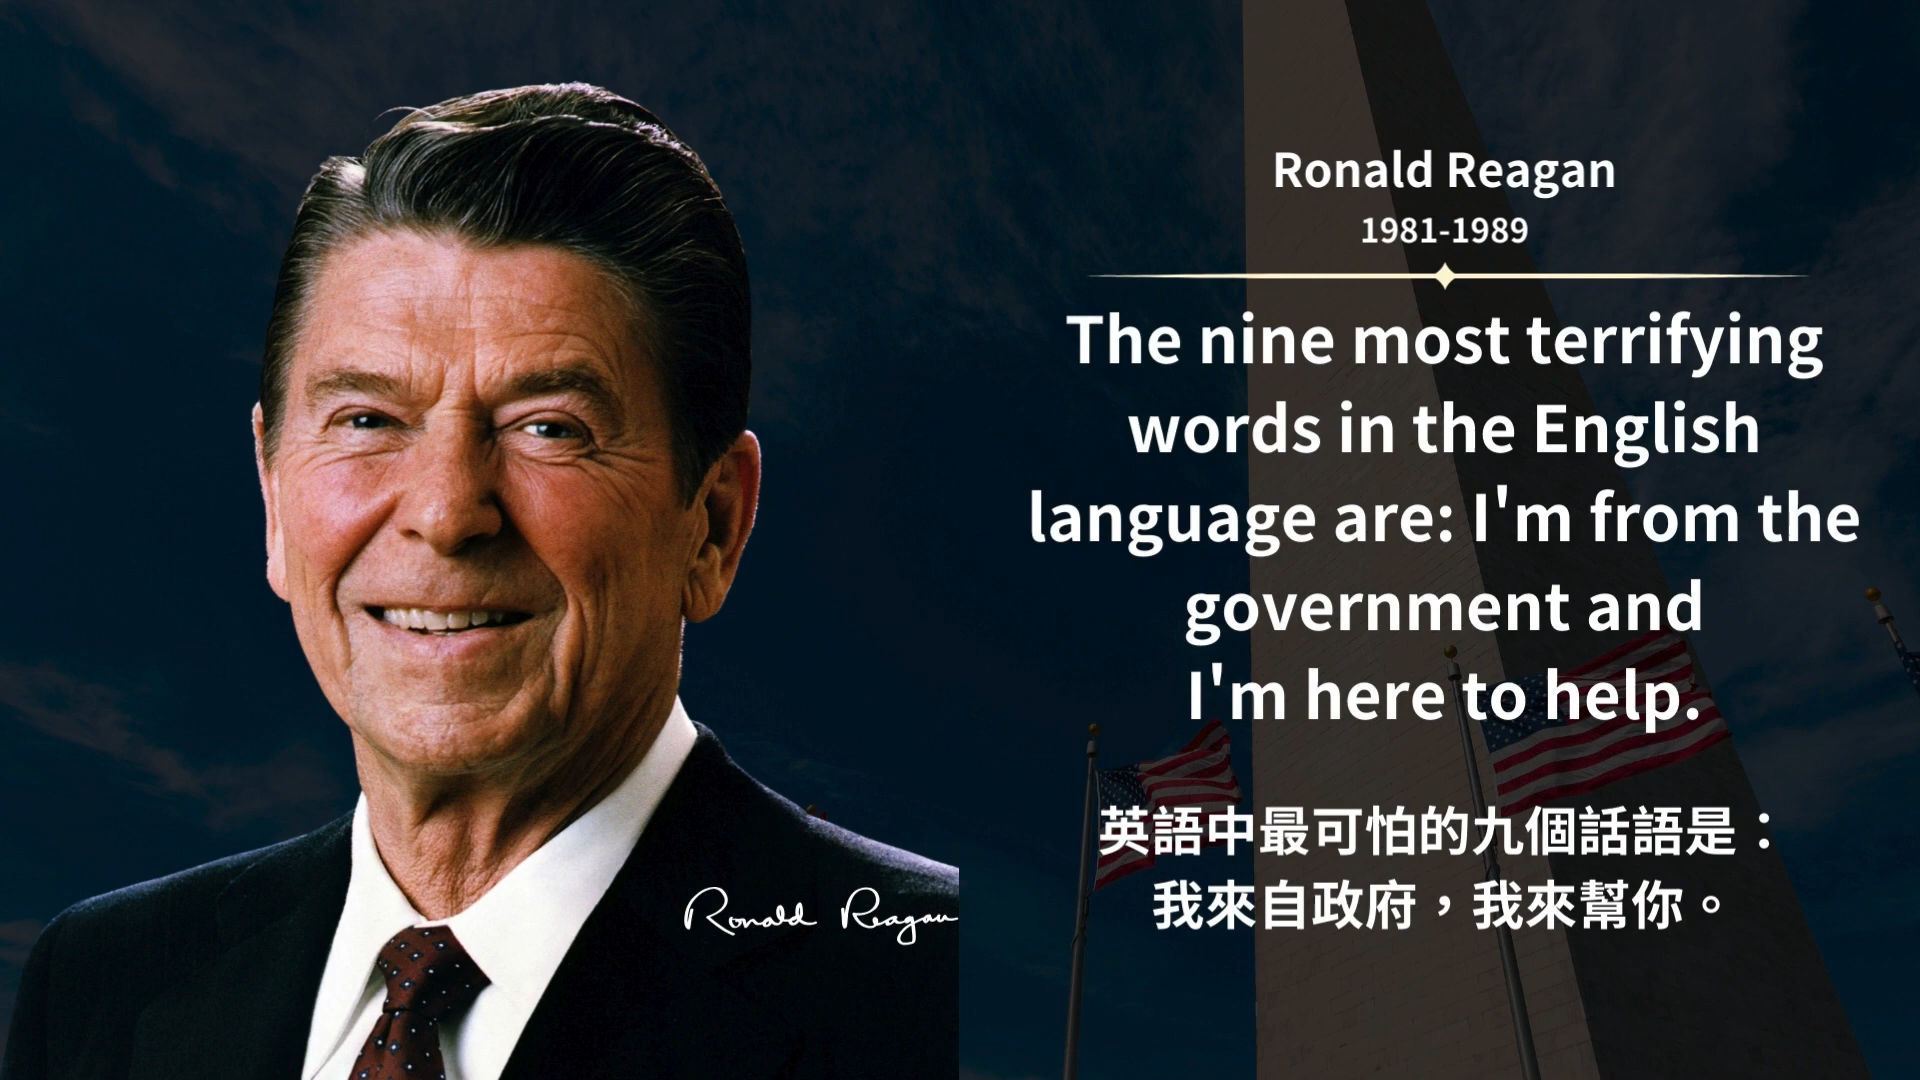 Ronald Reagan
1981-1989
The nine most terrifying
words in the English
language are: I'm from the
government and
I'm here to help.
英語中最可怕的九個話語是：
我來自政府，我來幫你。
Ronald Reagan